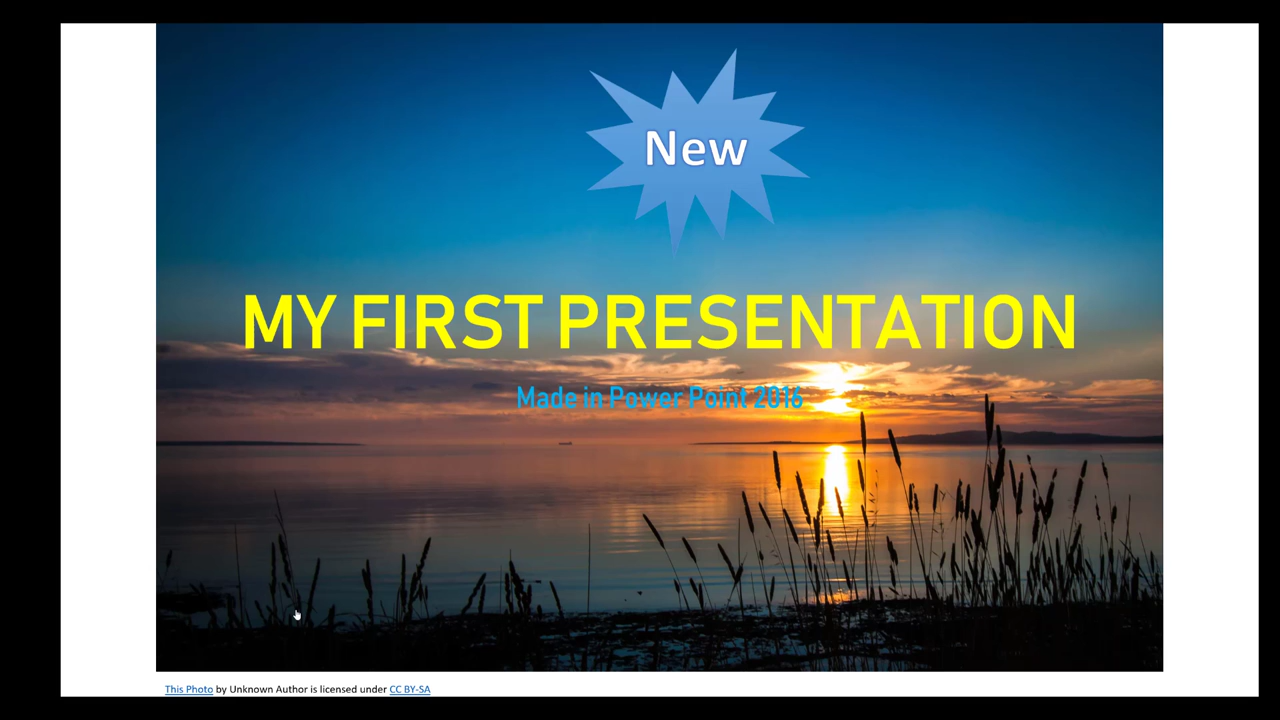 New
MY FIRST PRESENTATION
Made in Power Point 2016
This Photo by Unknown Author is licensed under CC BY-SA